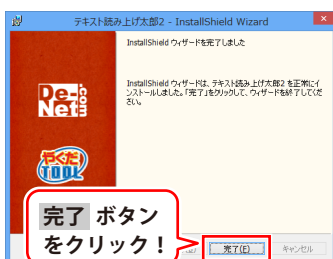 テキスト読み上げ太郎2 - InstallShield Wizard
InstallShield ウィザードを完了しました
InstallShield ウィザードは、テキスト読み上げ太郎2 を正常にイ
ンストールしました。「完了」をクリックして、ウィザードを終了してくだ
さい。
De-
Net
.com
やくだつ
TOOL
完了 ボタン
をクリック!
完了(F)
キャンセル